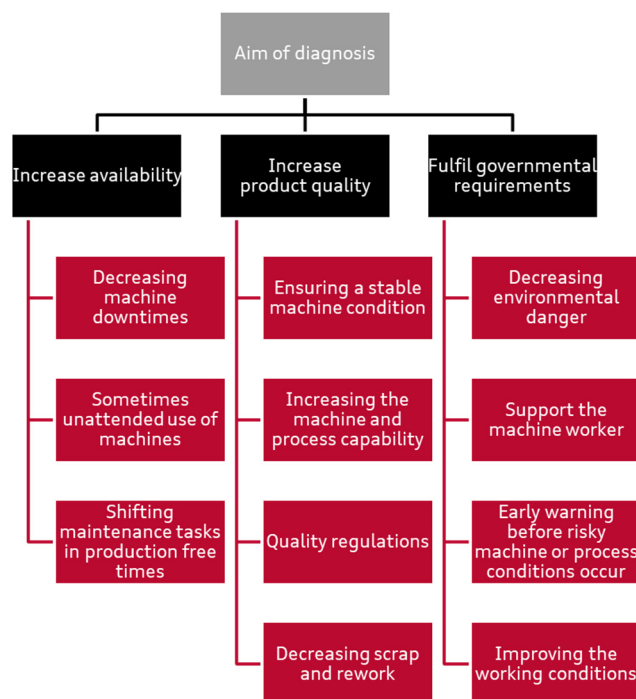 Aim of diagnosis
Increase availability
Decreasing
machine
downtimes
Sometimes
unattended use of
machines
Shifting
maintenance tasks
in production free
times
Increase
product quality
Ensuring a stable
machine condition
Increasing the
machine and
process capability
Quality regulations
Decreasing scrap
and rework
Fulfil governmental
requirements
Decreasing
environmental
danger
Support the
machine worker
Early warning
before risky
machine or process
conditions occur
Improving the
working conditions